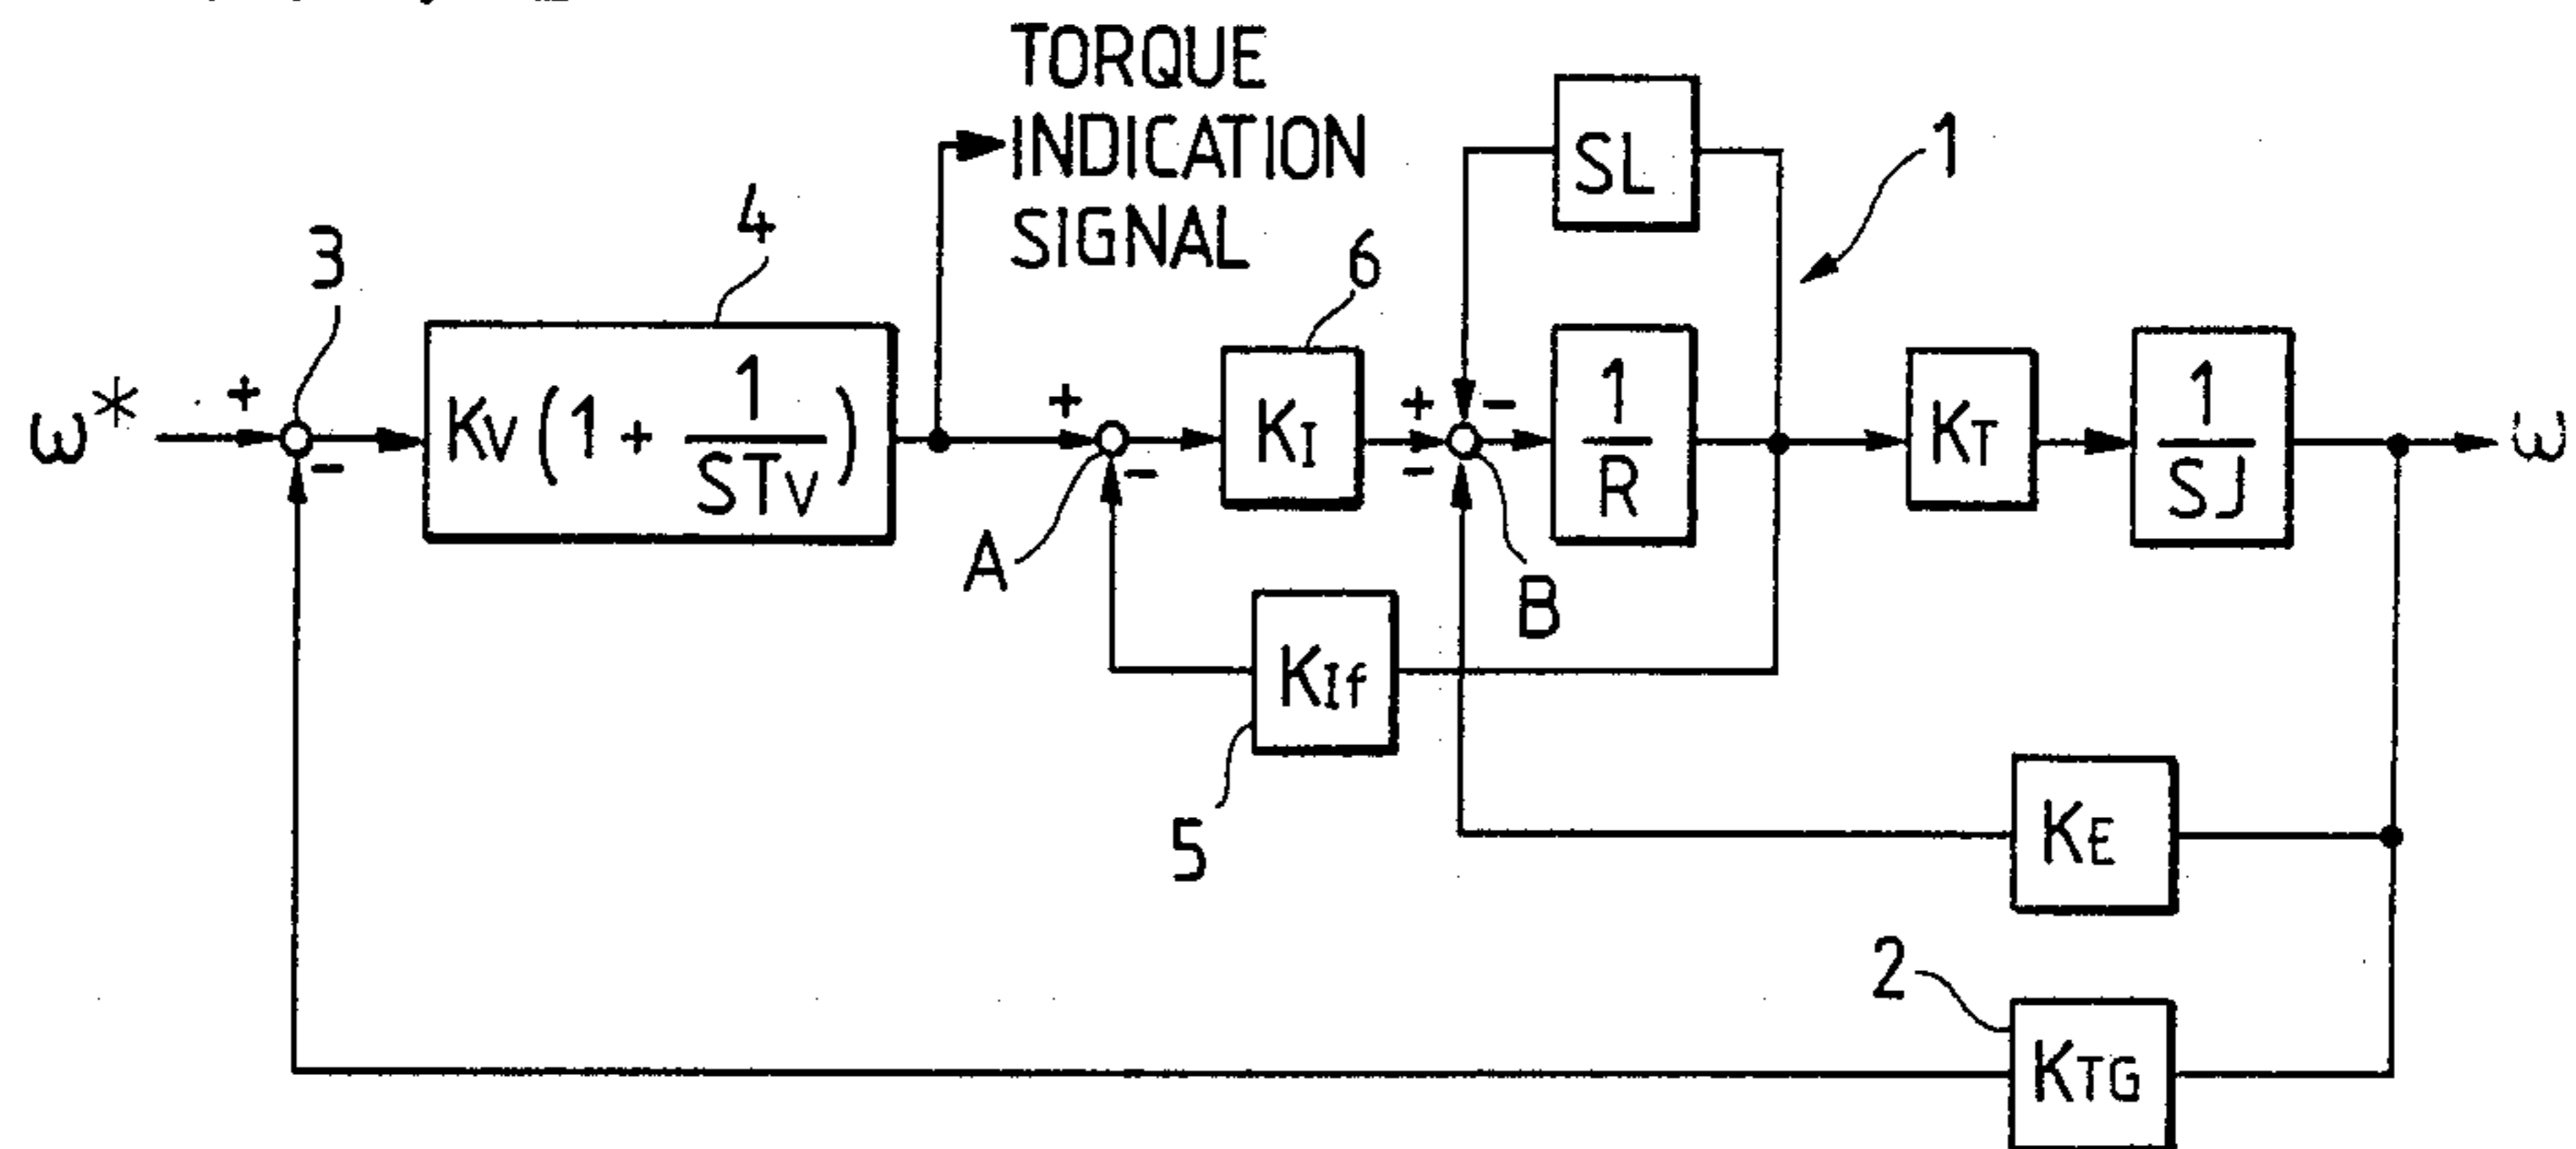 TORQUE
INDICATION
SIGNAL
1
SL
4
3
6
ω*
+
-
Kv(1 + 1/STv)
+
-
KI
+
-
-
1/R
KT
1/SJ
ω
A
B
KIf
5
KE
2
KTG